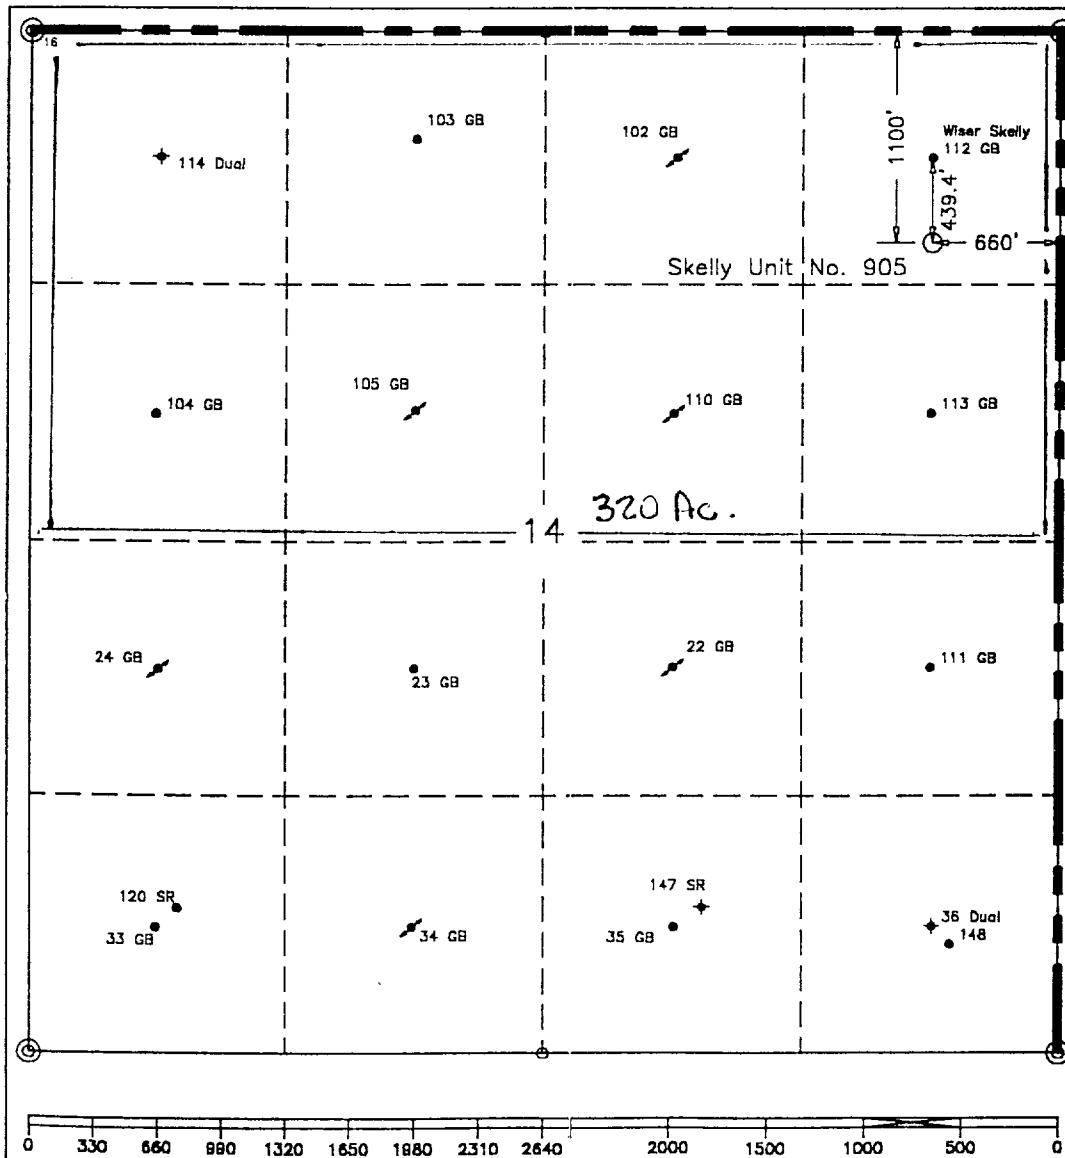 16
103 GB
102 GB
1100'
Wiser Skelly
112 GB
114 Dual
439.4'
660'
Skelly Unit No. 905
105 GB
104 GB
110 GB
113 GB
320 Ac.
14
24 GB
23 GB
22 GB
111 GB
120 SR
33 GB
34 GB
147 SR
35 GB
36 Dual
148
0 330 660 990 1320 1650 1980 2310 2640 2000 1500 1000 500 0